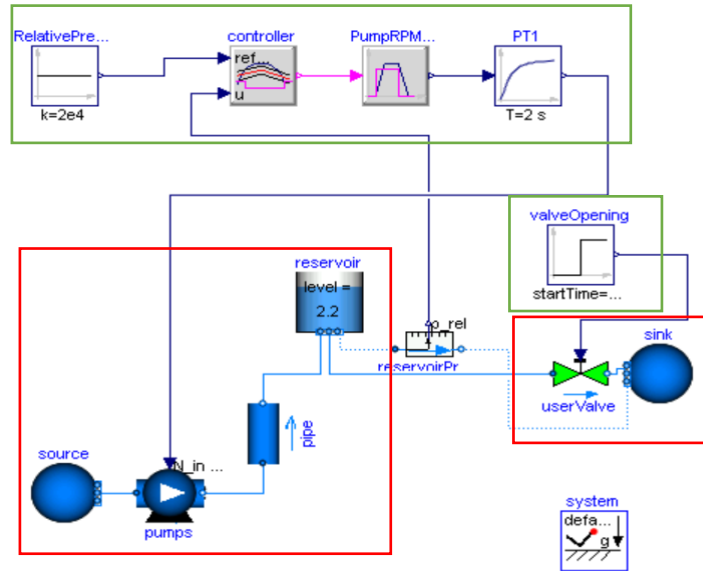 RelativePre...
controller
PumpRPM...
PT1
ref...
u
k=2e4
T=2 s
valveOpening
startTime=...
reservoir
level =
2.2
p_rel
reservoirPr
sink
userValve
pipe
source
N_in ...
pumps
system
defa...
g